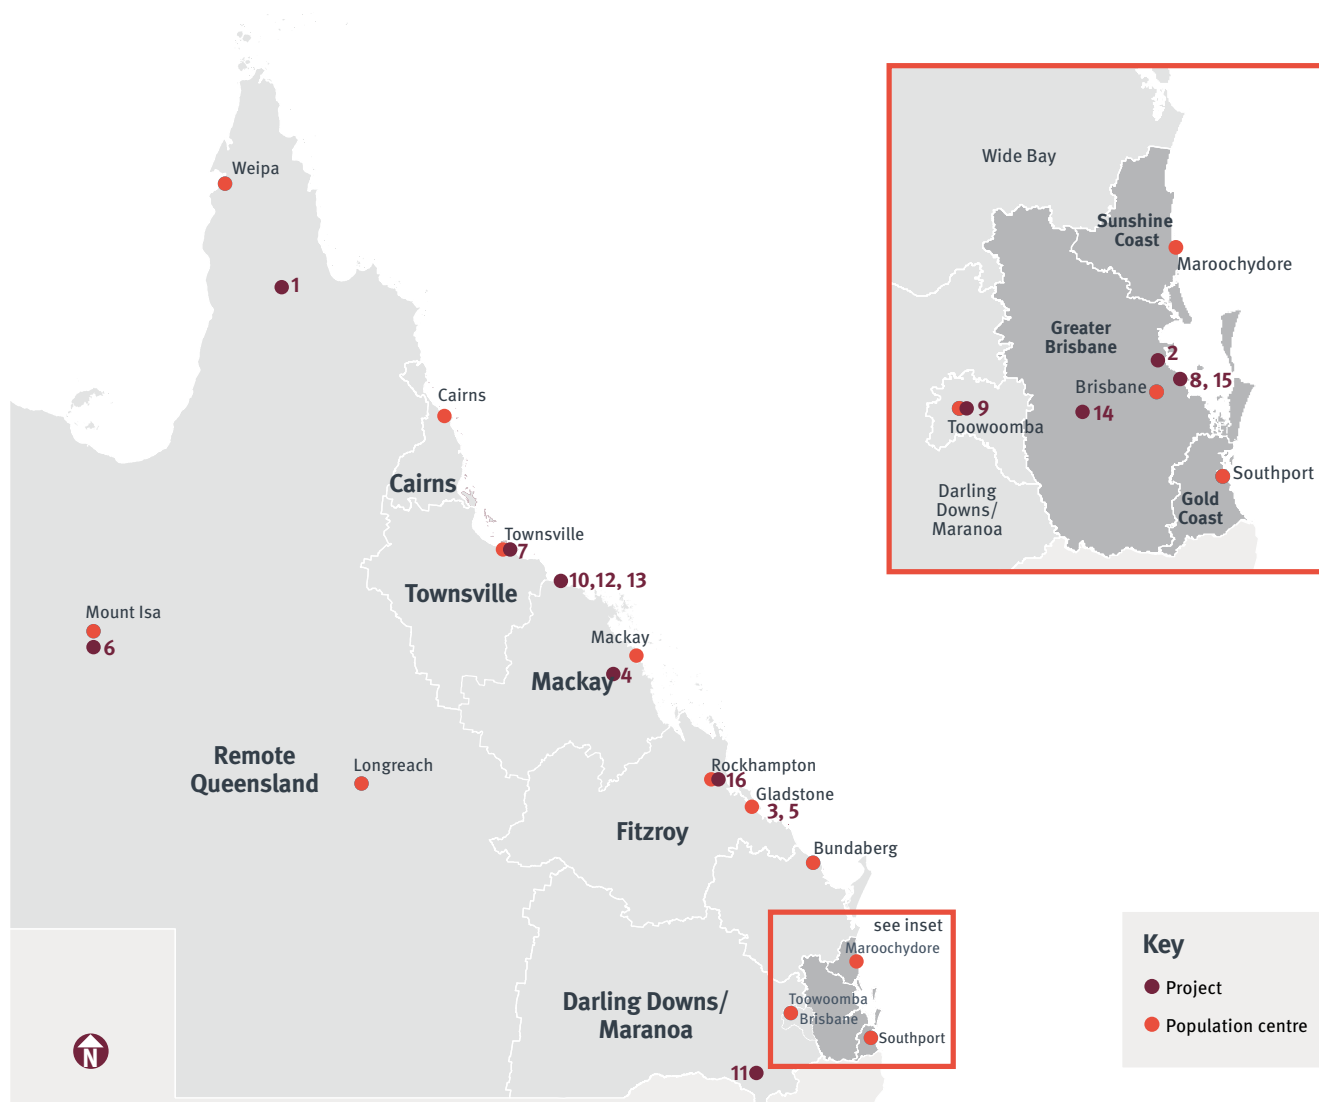 Weipa
1
Cairns
Cairns
Townsville
7
Townsville
10,12, 13
Mount Isa
6
Mackay
Mackay
4
Remote
Queensland
Longreach
Rockhampton
16
Gladstone
3, 5
Fitzroy
Bundaberg
see inset
Maroochydore
Toowoomba
Brisbane
Southport
Darling Downs/
Maranoa
11
N
Wide Bay
Sunshine
Coast
Maroochydore
Greater
Brisbane
2
8, 15
Brisbane
14
9
Toowoomba
Southport
Gold
Coast
Darling
Downs/
Maranoa
Key
Project
Population centre